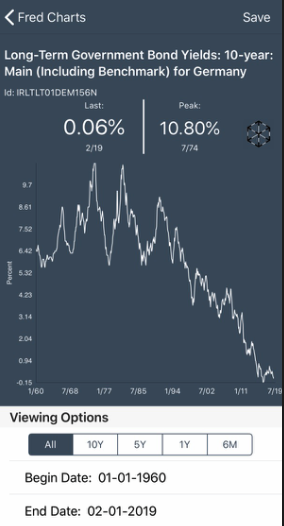 Fred Charts
Save
Long-Term Government Bond Yields: 10-year:
Main (Including Benchmark) for Germany
Id: IRLTLT01DEM156N
Last:
Peak:
0.06%
10.80%
2/19
7/74
9.7
8.61
7.52
6.42
5.32
4.23
3.14
2.04
0.94
-0.15
Percent
1/60
7/68
1/77
7/85
1/94
7/02
1/11
7/19
Viewing Options
All
10Y
5Y
1Y
6M
Begin Date: 01-01-1960
End Date: 02-01-2019